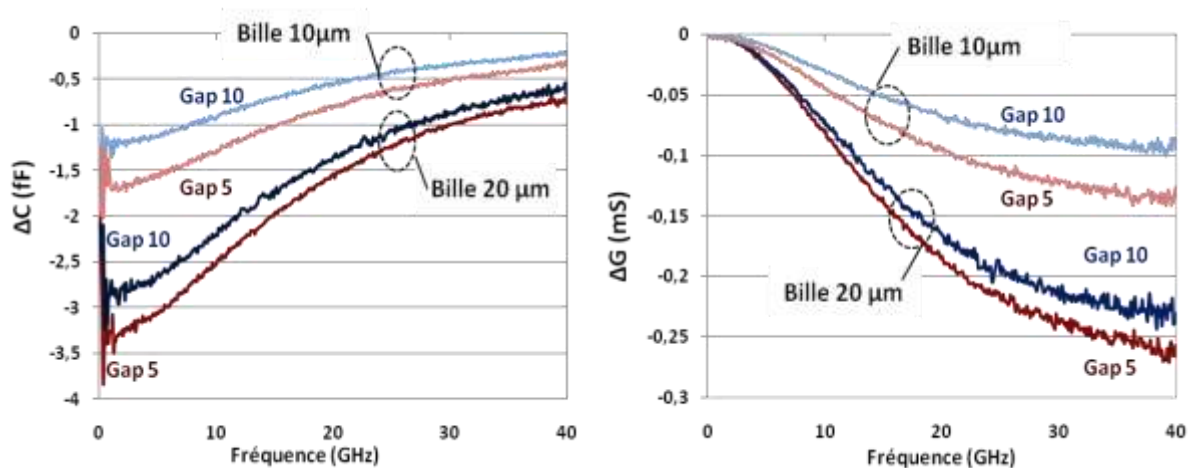 0
-0,5
-1
-1,5
-2
-2,5
-3
-3,5
-4
ΔC (fF)
Bille 10µm
Gap 10
Gap 5
Bille 20 µm
Gap 10
Gap 5
0 10 20 30 40
Fréquence (GHz)
0
-0,05
-0,1
-0,15
-0,2
-0,25
-0,3
ΔG (mS)
Bille 10µm
Gap 10
Gap 5
Gap 10
Bille 20 µm
Gap 5
0 10 20 30 40
Fréquence (GHz)